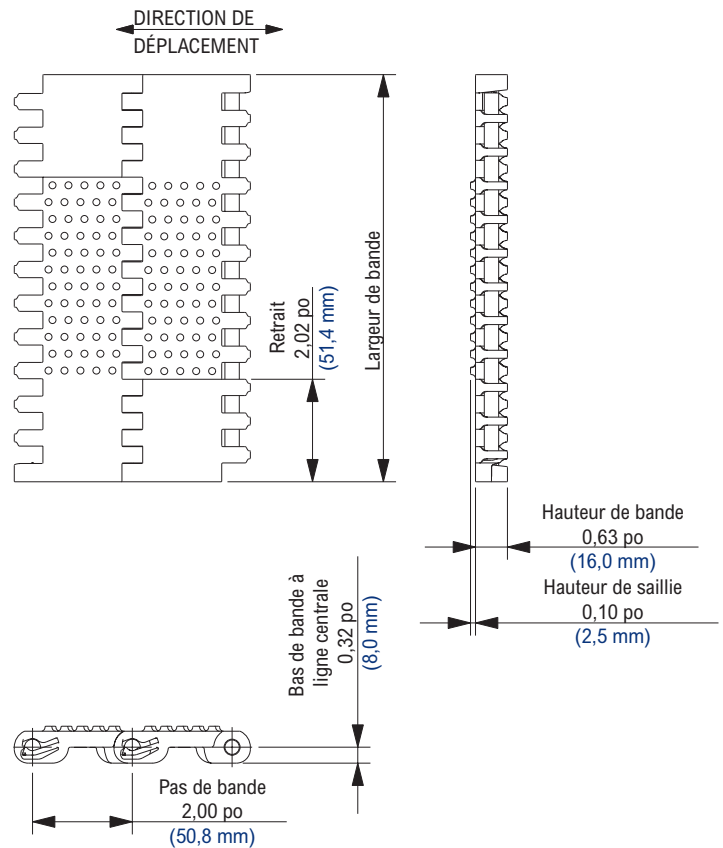 DIRECTION DE
DÉPLACEMENT
Retrait
2,02 po
(51,4 mm)
Largeur de bande
Hauteur de bande
0,63 po
(16,0 mm)
Hauteur de saillie
0,10 po
(2,5 mm)
Bas de bande à
ligne centrale
0,32 po
(8,0 mm)
Pas de bande
2,00 po
(50,8 mm)